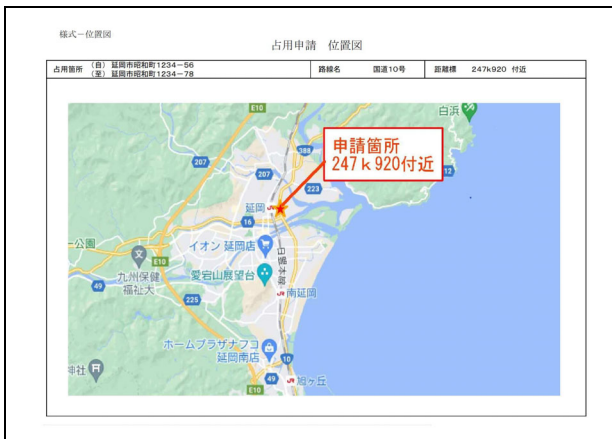 様式－位置図
占用申請 位置図
占用箇所 （自） 延岡市昭和町1234－56
（至） 延岡市昭和町1234－78
路線名 国道10号 距離標 247k920 付近
E10
白浜
申請箇所
247ｋ920付近
388
207
207
223
12
延岡
16
公園
イオン 延岡店
E10
九州保健
福祉大
愛宕山展望台
日豊本線
49
南延岡
225
ホームプラザナフコ
延岡南店
10
神社
49
旭ヶ丘
E10